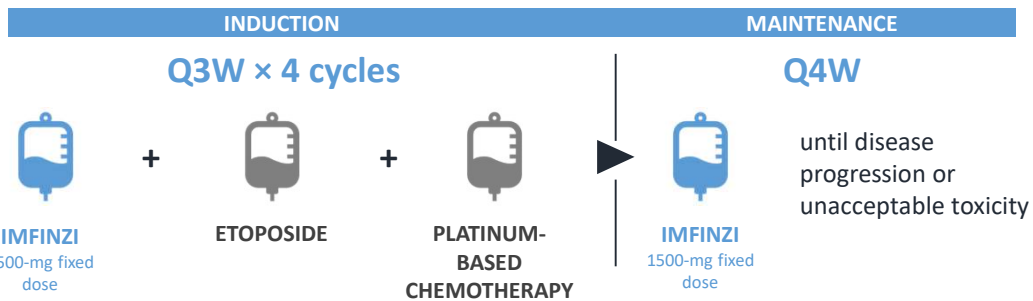 INDUCTION
MAINTENANCE
Q3W × 4 cycles
Q4W
+
+
until disease
progression or
unacceptable toxicity
IMFINZI
500-mg fixed
dose
ETOPOSIDE
PLATINUM-
BASED
CHEMOTHERAPY
IMFINZI
1500-mg fixed
dose